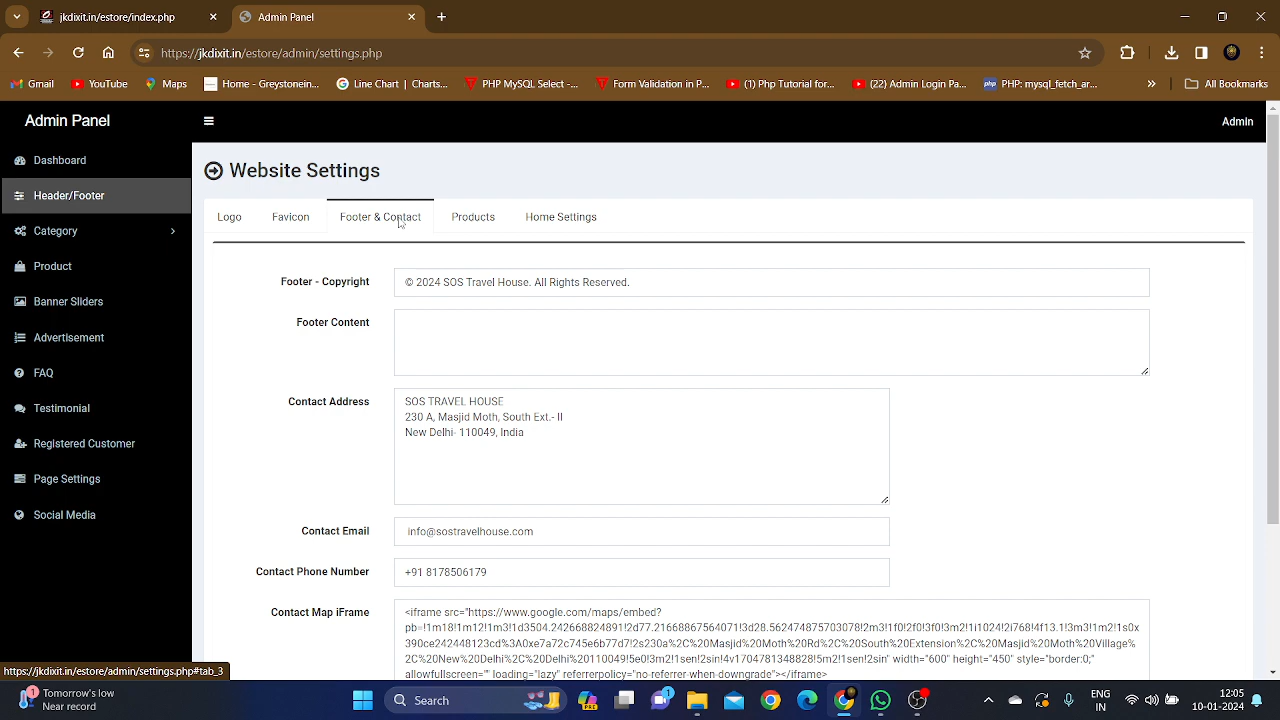 jkdixit.in/estore/index.php
Admin Panel
https://jkdixit.in/estore/admin/settings.php
Gmail
YouTube
Maps
Home - Greystonein...
Line Chart | Charts...
PHP MySQL Select -...
Form Validation in P...
(1) Php Tutorial for...
(22) Admin Login Pa...
PHP: mysql_fetch_ar...
All Bookmarks
Admin Panel
Admin
Dashboard
Header/Footer
Category
Product
Banner Sliders
Advertisement
FAQ
Testimonial
Registered Customer
Page Settings
Social Media
Website Settings
Logo
Favicon
Footer & Contact
Products
Home Settings
Footer - Copyright
© 2024 SOS Travel House. All Rights Reserved.
Footer Content
Contact Address
SOS TRAVEL HOUSE
230 A, Masjid Moth, South Ext.- II
New Delhi- 110049, India
Contact Email
info@sostravelhouse.com
Contact Phone Number
+91 8178506179
Contact Map iFrame
<iframe src="https://www.google.com/maps/embed?
pb=!1m18!1m12!1m3!1d3504.242668824891!2d77.21668867564071!3d28.562474875703078!2m3!1f0!2f0!3f0!3m2!1i1024!2i768!4f13.1!3m3!1m2!1s0x
390ce242448123cd%3A0xe7a72c745e6b77d7!2s230a%2C%20Masjid%20Moth%20Rd%2C%20South%20Extension%2C%20Masjid%20Moth%20Village
%2C%20New%20Delhi%2C%20Delhi%20110049!5e0!3m2!1sen!2sin!4v1704781348828!5m2!1sen!2sin" width="600" height="450" style="border:0;"
allowfullscreen="" loading="lazy" referrerpolicy="no-referrer-when-downgrade"></iframe>
https://jkdixit.in/estore/admin/settings.php#tab_3
1
Tomorrow's low
Near record
Search
1
ENG
IN
12:05
10-01-2024